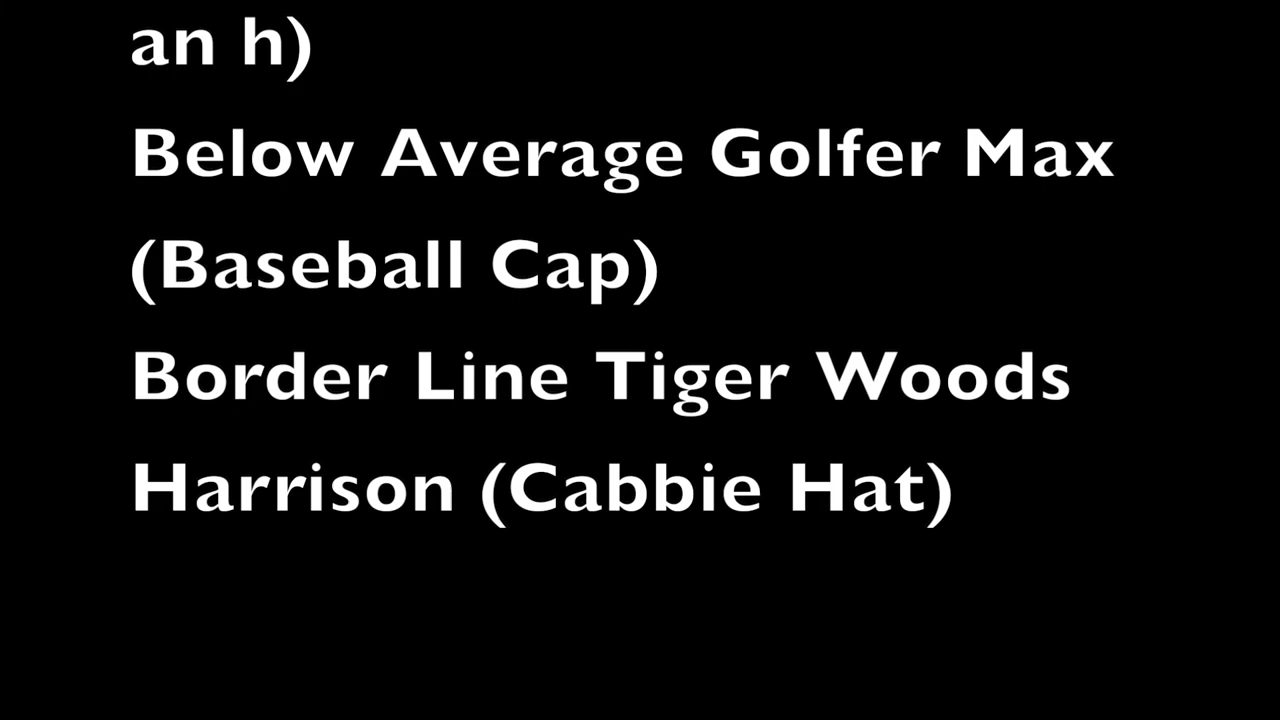 an h)
Below Average Golfer Max
(Baseball Cap)
Border Line Tiger Woods
Harrison (Cabbie Hat)